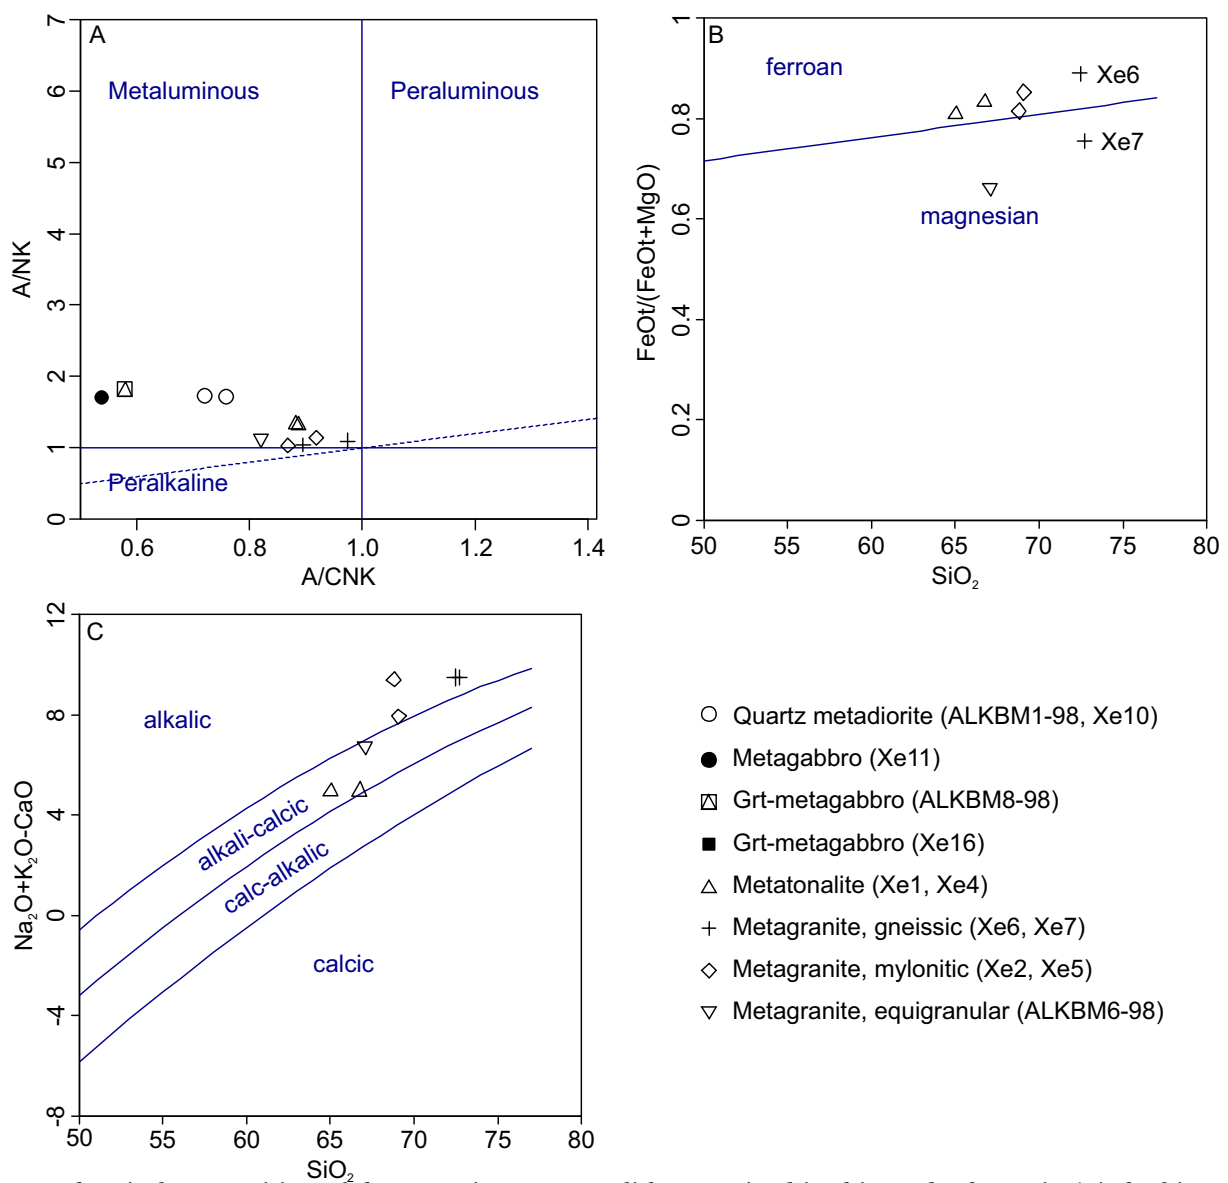 A
Metaluminous
Peraluminous
Peralkaline
A/NK
7
6
5
4
3
2
1
0
0.6
0.8
1.0
1.2
1.4
A/CNK
B
ferroan
Xe6
Xe7
magnesian
FeOt/(FeOt+MgO)
1
0.8
0.6
0.4
0.2
0
50
55
60
65
70
75
80
SiO₂
C
alkalic
alkali-calcic
calc-alkalic
calcic
Na₂O+K₂O-CaO
12
8
4
0
-4
-8
50
55
60
65
70
75
80
SiO₂
Quartz metadiorite (ALKBM1-98, Xe10)
Metagabbro (Xe11)
Grt-metagabbro (ALKBM8-98)
Grt-metagabbro (Xe16)
Metatonalite (Xe1, Xe4)
Metagranite, gneissic (Xe6, Xe7)
Metagranite, mylonitic (Xe2, Xe5)
Metagranite, equigranular (ALKBM6-98)